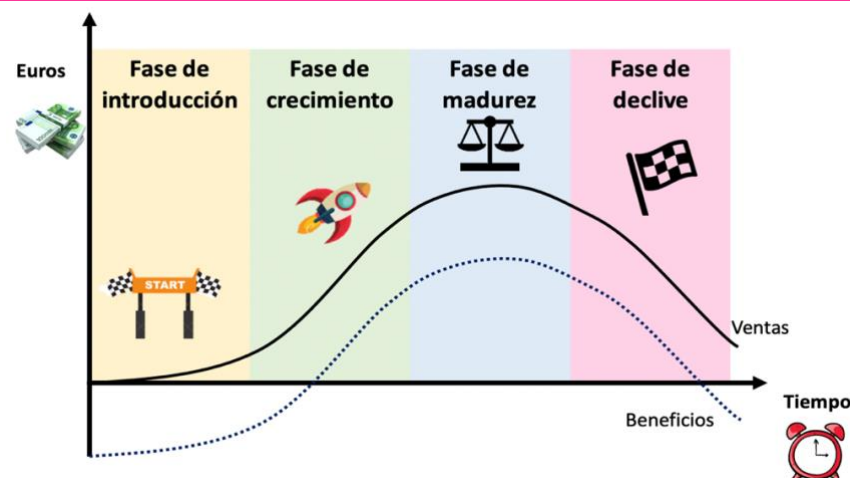 Euros
Fase de
introducción
Fase de
crecimiento
Fase de
madurez
Fase de
declive
START
Ventas
Beneficios
Tiempo